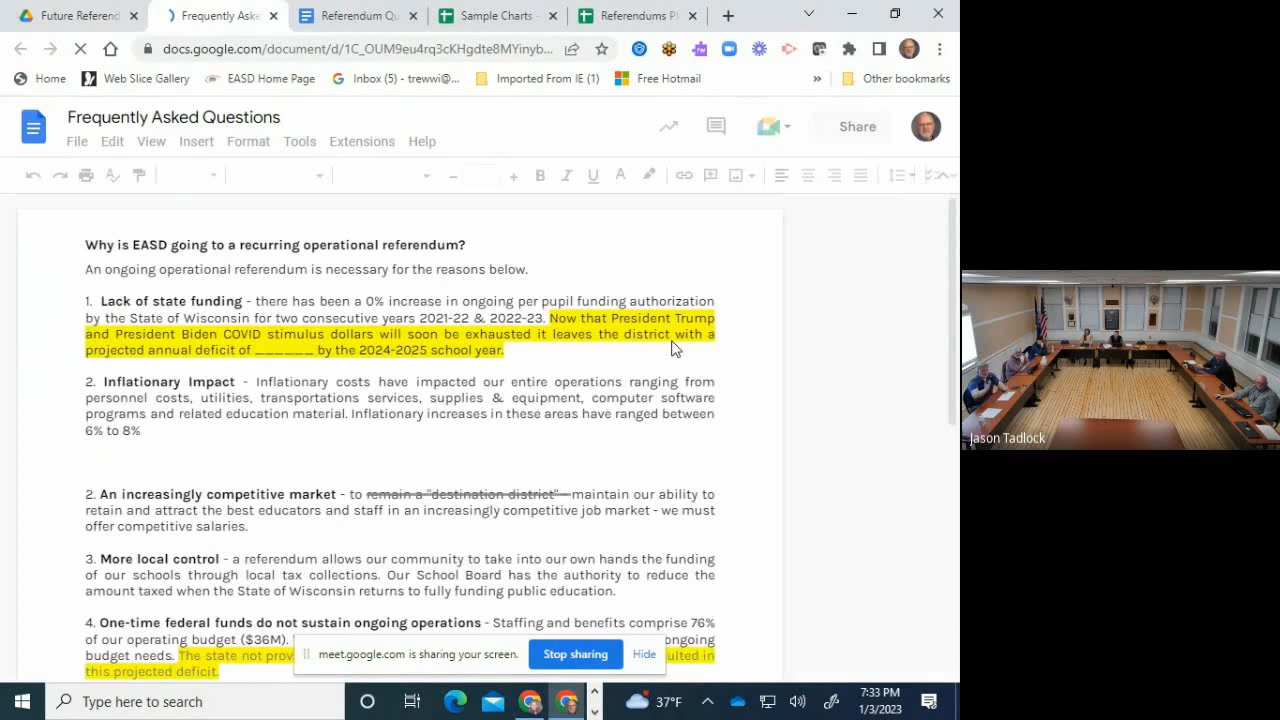 Future Referend
Frequently Aske
Referendum Qu
Sample Charts -
Referendums Pl
docs.google.com/document/d/1C_OUM9eu4rq3cKHgdte8MYinyb...
Home
Web Slice Gallery
EASD Home Page
Inbox (5) - trewwi@...
Imported From IE (1)
Free Hotmail
»
Other bookmarks
Frequently Asked Questions
File Edit View Insert Format Tools Extensions Help
Share
Why is EASD going to a recurring operational referendum?
An ongoing operational referendum is necessary for the reasons below.
1. Lack of state funding - there has been a 0% increase in ongoing per pupil funding authorization
by the State of Wisconsin for two consecutive years 2021-22 & 2022-23. Now that President Trump
and President Biden COVID stimulus dollars will soon be exhausted it leaves the district with a
projected annual deficit of ______ by the 2024-2025 school year.
2. Inflationary Impact - Inflationary costs have impacted our entire operations ranging from
personnel costs, utilities, transportations services, supplies & equipment, computer software
programs and related education material. Inflationary increases in these areas have ranged between
6% to 8%
2. An increasingly competitive market - to remain a "destination district" - maintain our ability to
retain and attract the best educators and staff in an increasingly competitive job market - we must
offer competitive salaries.
3. More local control - a referendum allows our community to take into our own hands the funding
of our schools through local tax collections. Our School Board has the authority to reduce the
amount taxed when the State of Wisconsin returns to fully funding public education.
4. One-time federal funds do not sustain ongoing operations - Staffing and benefits comprise 76%
of our operating budget ($36M). ongoing
budget needs. The state not prov ulted in
this projected deficit.
meet.google.com is sharing your screen. Stop sharing Hide
Type here to search
37°F
7:33 PM
1/3/2023
Jason Tadlock